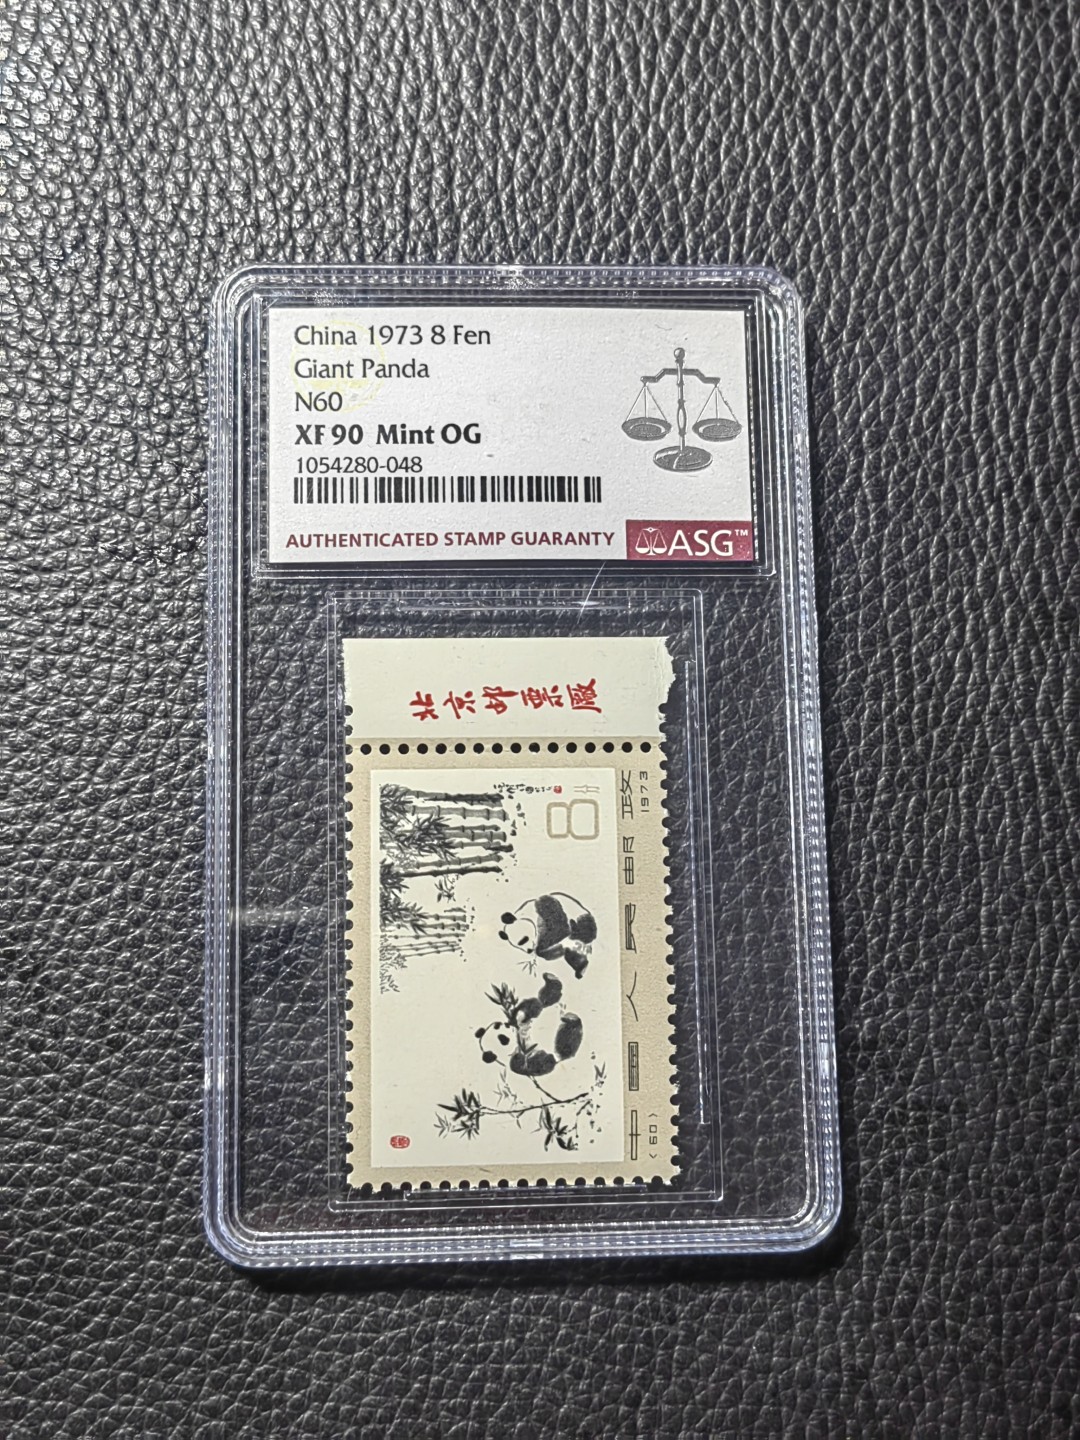 China 1973 8 Fen
Giant Panda
N60
XF 90 Mint OG
1054280-048
AUTHENTICATED STAMP GUARANTY
ASG™
北京邮票厂
8分
1973
中国人民邮政
(60)